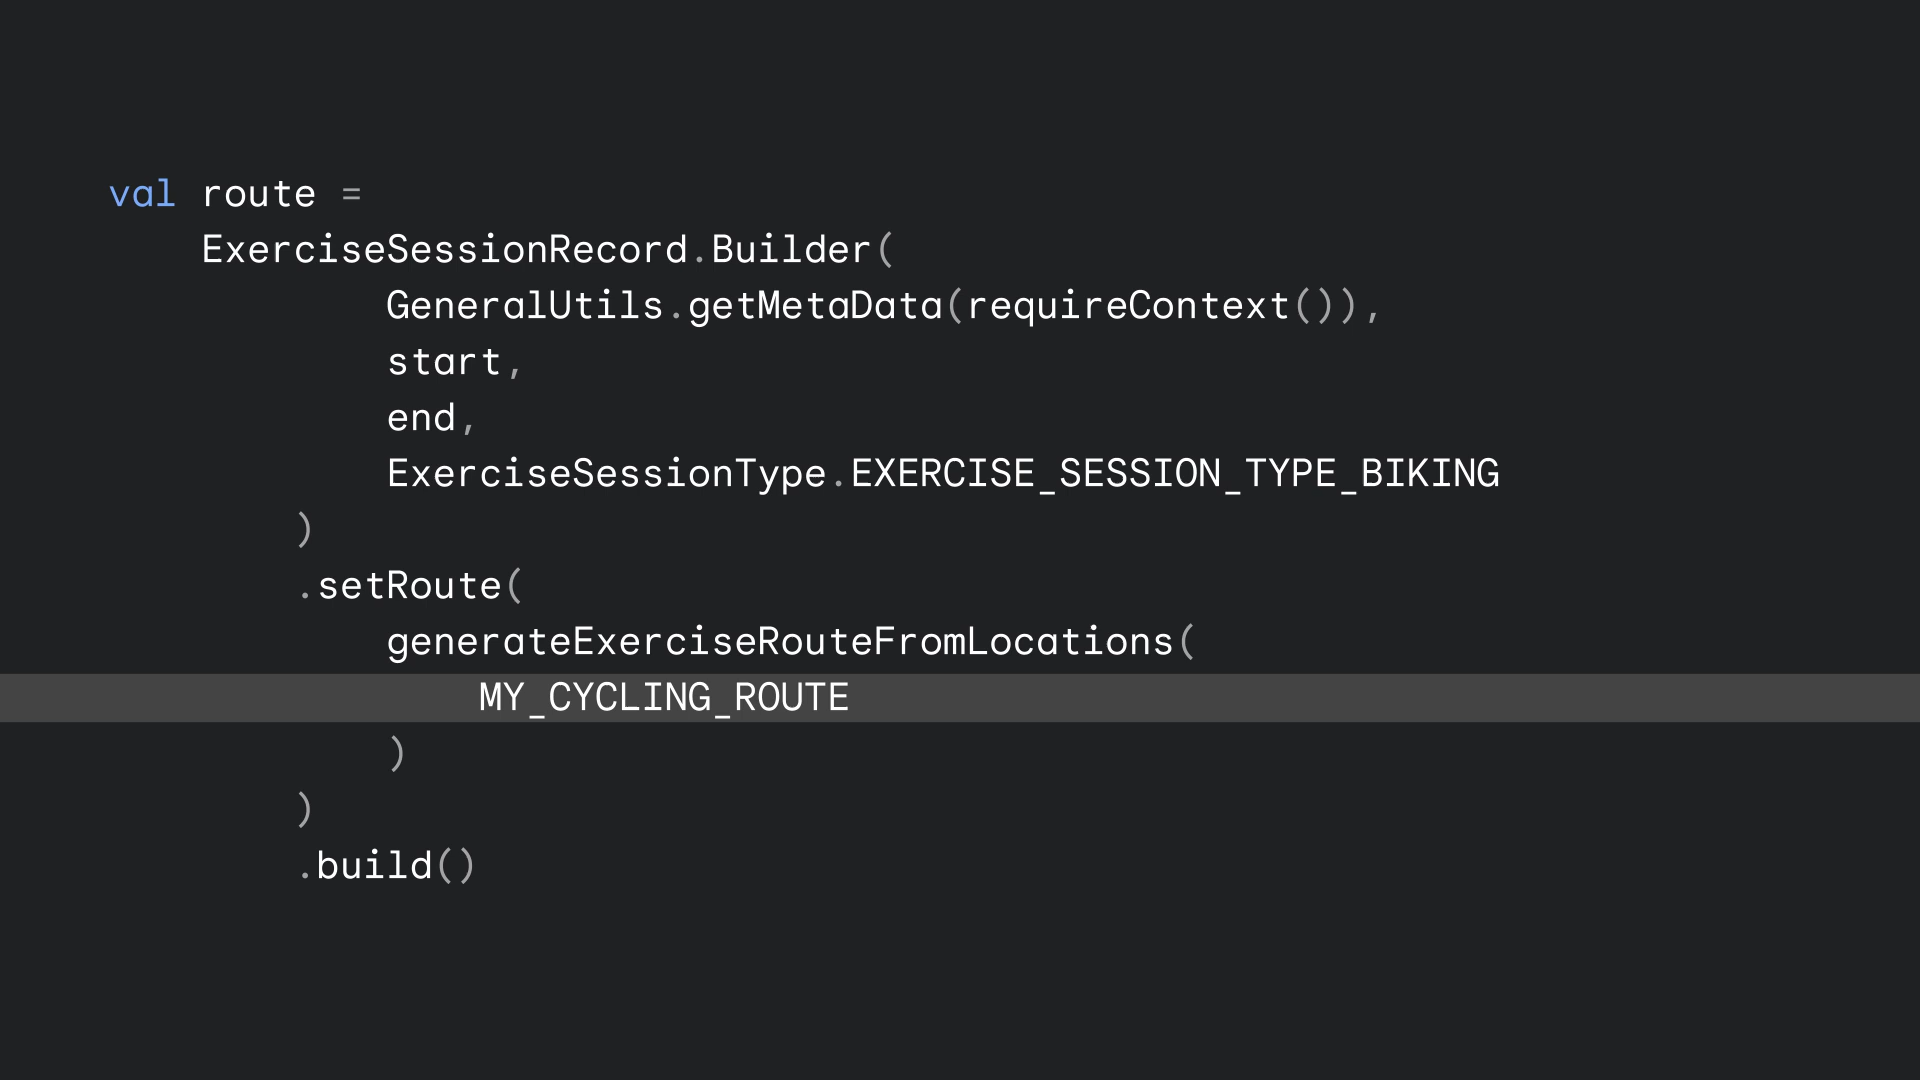 val route =
ExerciseSessionRecord.Builder(
GeneralUtils.getMetaData(requireContext()),
start,
end,
ExerciseSessionType.EXERCISE_SESSION_TYPE_BIKING
)
.setRoute(
generateExerciseRouteFromLocations(
MY_CYCLING_ROUTE
)
)
.build()